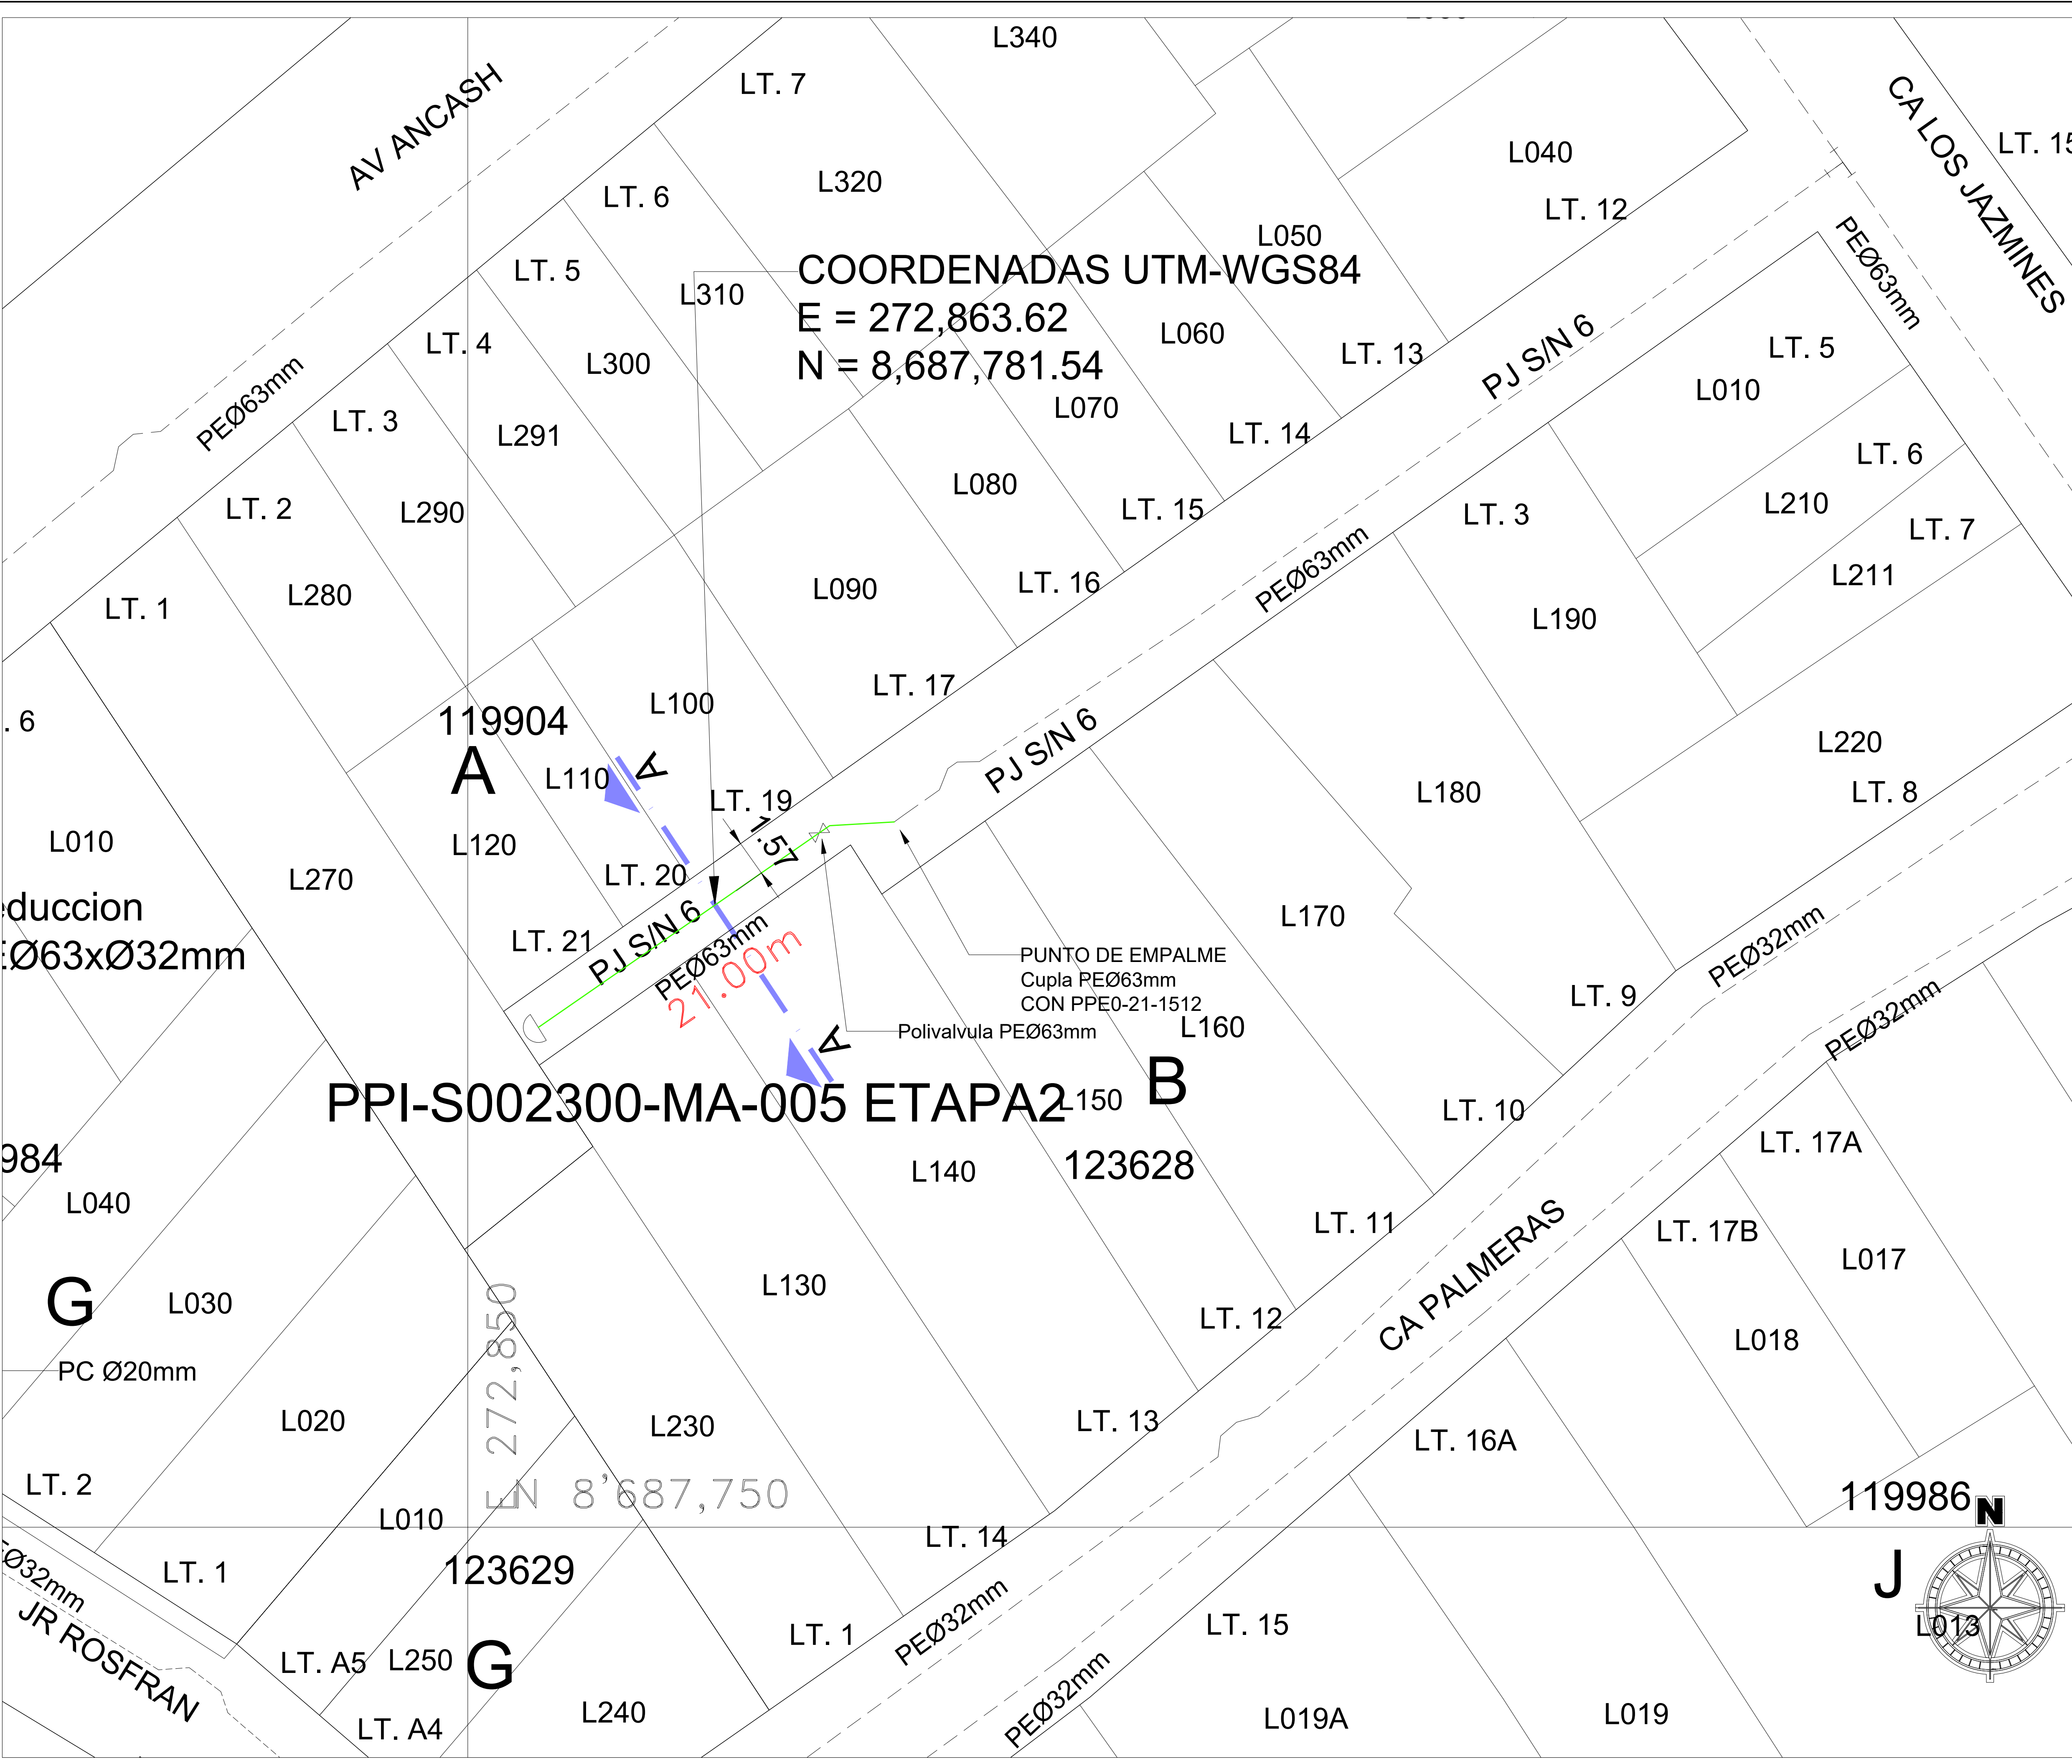 L340
LT. 7
AV ANCASH
CA LOS JAZMINES
L040
L320
LT. 6
LT. 12
L050
PEØ63mm
LT. 5
COORDENADAS UTM-WGS84
E = 272,863.62
N = 8,687,781.54
L310
LT. 4
L300
L060
LT. 13
PJ S/N 6
LT. 5
L010
PEØ63mm
LT. 3
L291
L070
LT. 14
LT. 6
L080
LT. 2
L290
LT. 15
LT. 3
L210
LT. 7
L211
PEØ63mm
LT. 16
L090
L280
LT. 1
L190
LT. 17
L100
. 6
119904
A
PJ S/N 6
L220
L110
A
LT. 19
L180
LT. 8
1.57
L010
L120
LT. 20
L270
L170
LT. 21
PJ S/N 6
PEØ63mm
21.00m
PEØ32mm
PUNTO DE EMPALME
Cupla PEØ63mm
CON PPE0-21-1512
Polivalvula PEØ63mm
LT. 9
L160
PEØ32mm
A
PPI-S002300-MA-005 ETAPA2
L150
B
LT. 10
LT. 17A
984
L140
123628
L040
LT. 11
LT. 17B
L017
CA PALMERAS
L130
L030
G
LT. 12
L018
PC Ø20mm
E 272,850
L020
L230
LT. 13
LT. 16A
LT. 2
N 8'687,750
119986
N
L010
LT. 14
123629
LT. 1
J
JR ROSFRAN
LT. 1
PEØ32mm
LT. 15
L013
LT. A5
L250
G
PEØ32mm
L240
LT. A4
L019A
L019